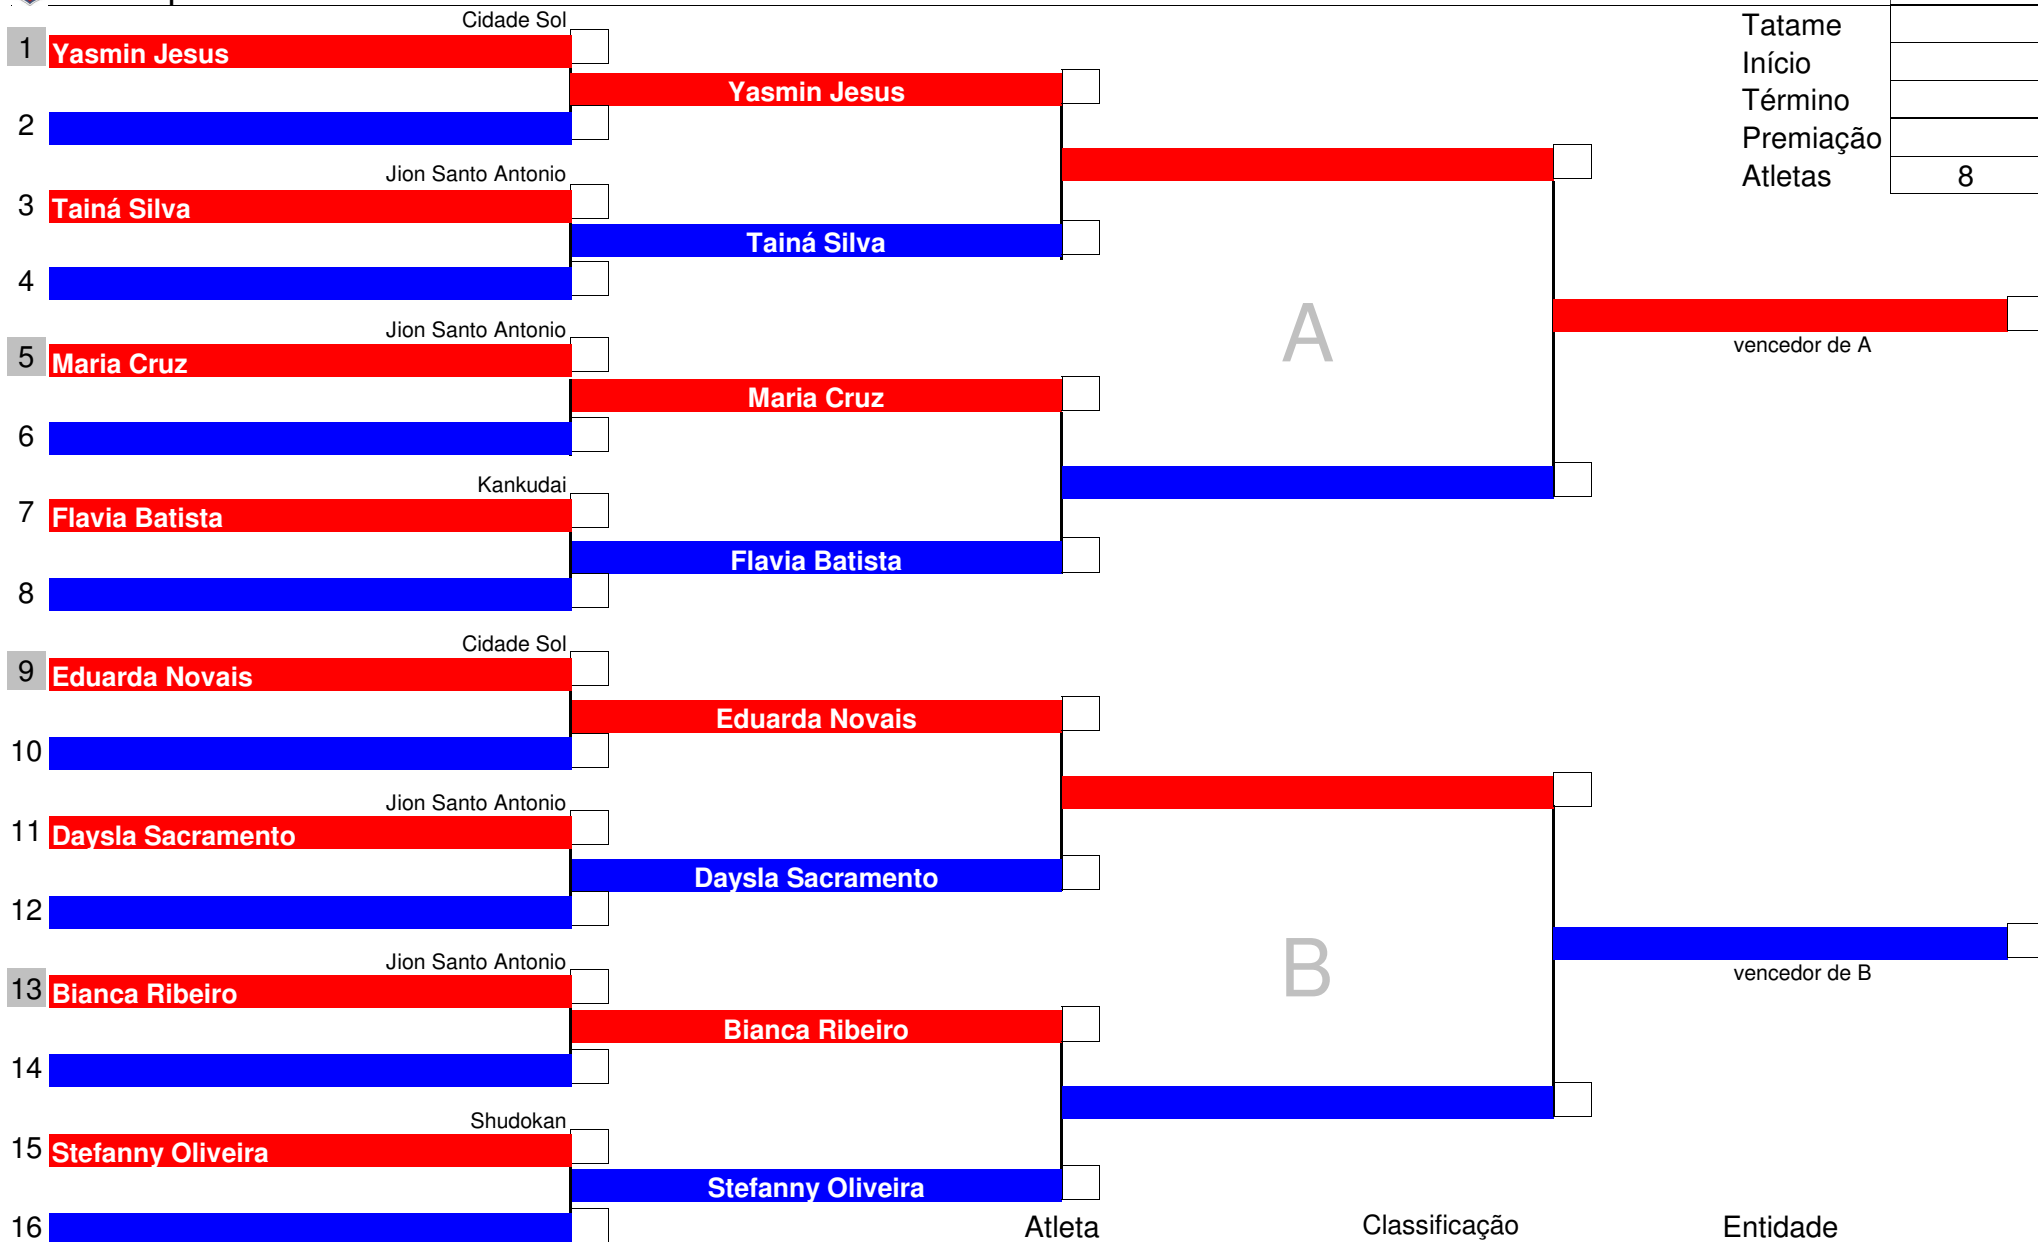 Cidade Sol
Tatame
1 Yasmin Jesus
Início
Yasmin Jesus
Término
2
Premiação
Jion Santo Antonio
Atletas 8
3 Tainá Silva
Tainá Silva
4
Jion Santo Antonio
A
vencedor de A
5 Maria Cruz
Maria Cruz
6
Kankudai
7 Flavia Batista
Flavia Batista
8
Cidade Sol
9 Eduarda Novais
Eduarda Novais
10
Jion Santo Antonio
11 Daysla Sacramento
Daysla Sacramento
12
Jion Santo Antonio
B
vencedor de B
13 Bianca Ribeiro
Bianca Ribeiro
14
Shudokan
15 Stefanny Oliveira
Stefanny Oliveira
16
Atleta Classificação Entidade